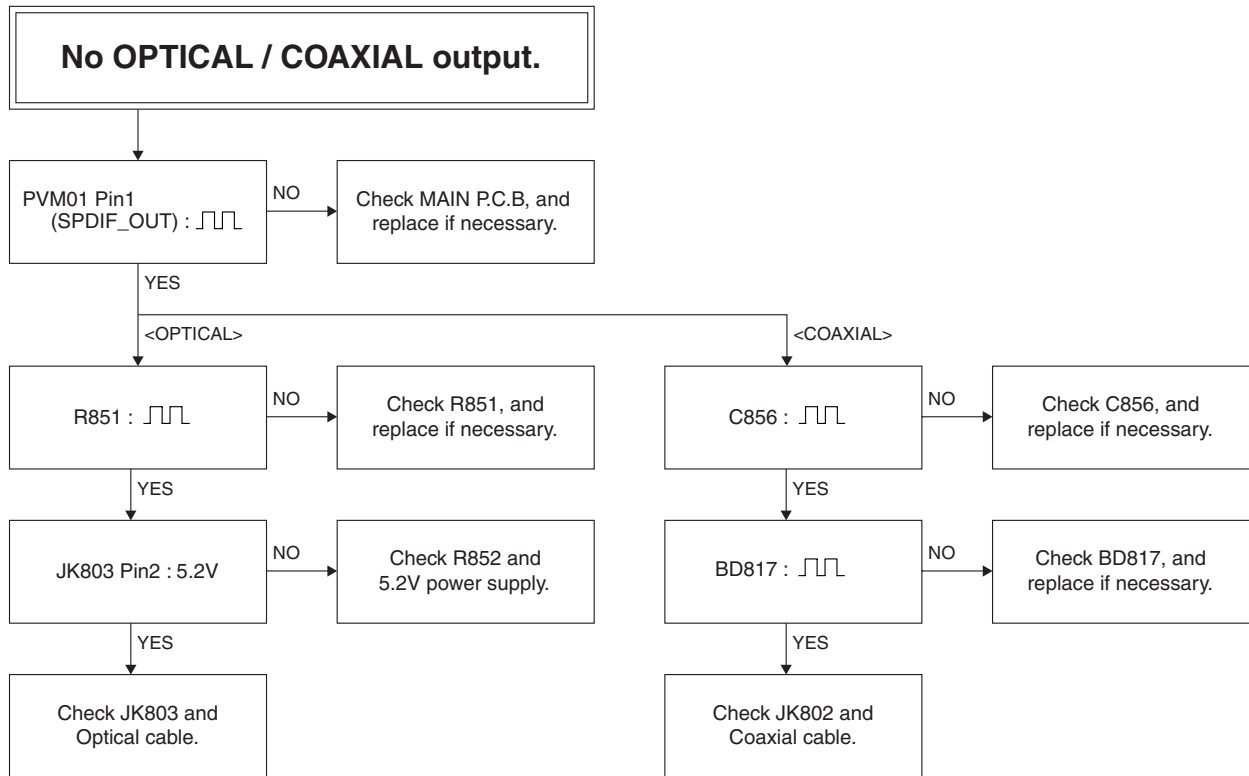 No OPTICAL / COAXIAL output.
PVM01 Pin1
(SPDIF_OUT) :
NO
Check MAIN P.C.B, and
replace if necessary.
YES
<OPTICAL>
<COAXIAL>
R851 :
NO
Check R851, and
replace if necessary.
C856 :
NO
Check C856, and
replace if necessary.
YES
YES
JK803 Pin2 : 5.2V
NO
Check R852 and
5.2V power supply.
BD817 :
NO
Check BD817, and
replace if necessary.
YES
YES
Check JK803 and
Optical cable.
Check JK802 and
Coaxial cable.